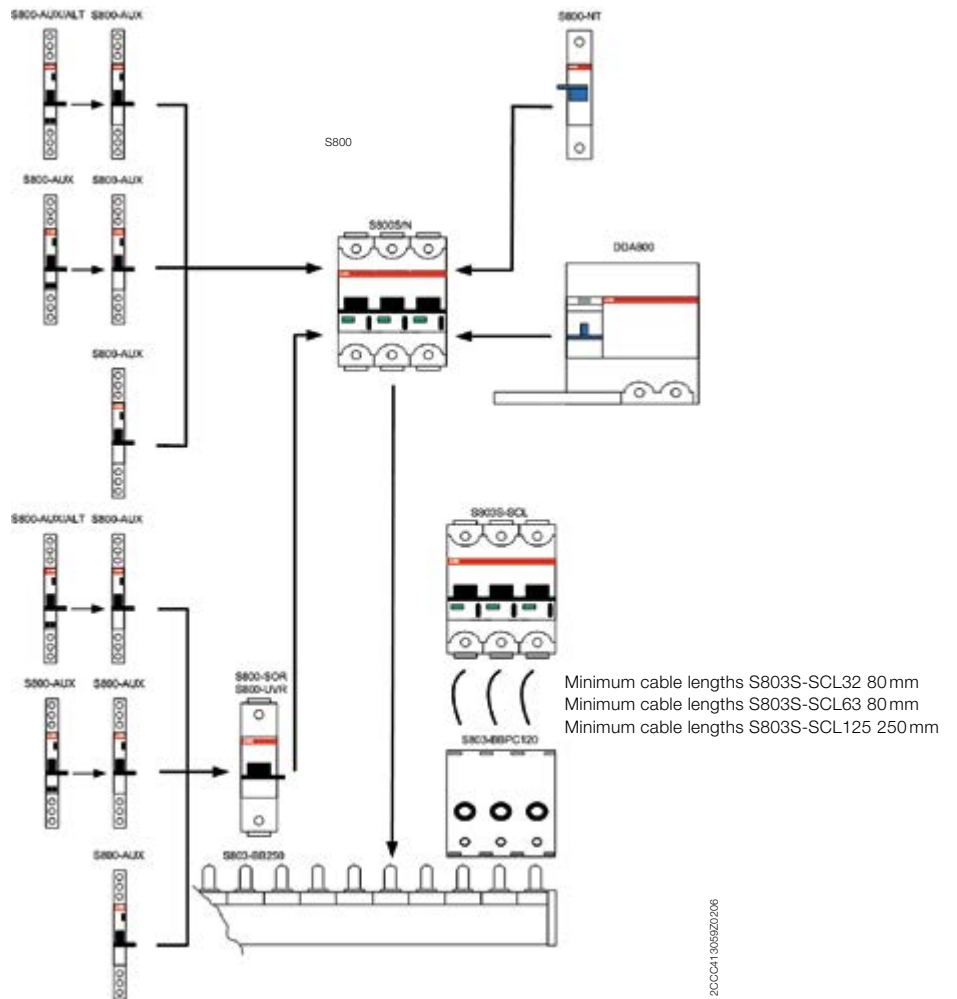 S800-AUX/ALT S800-AUX
S800-NT
S800
S800-AUX S800-AUX
S800S/N
DDA800
S800-AUX
S800-AUX/ALT S800-AUX
S803S-SCL
S800-SOR
S800-UVR
S800-AUX S800-AUX
Minimum cable lengths S803S-SCL32 80 mm
Minimum cable lengths S803S-SCL63 80 mm
Minimum cable lengths S803S-SCL125 250 mm
S803-BBPC120
S800-AUX
S803-BB250
2CCC413059Z0206